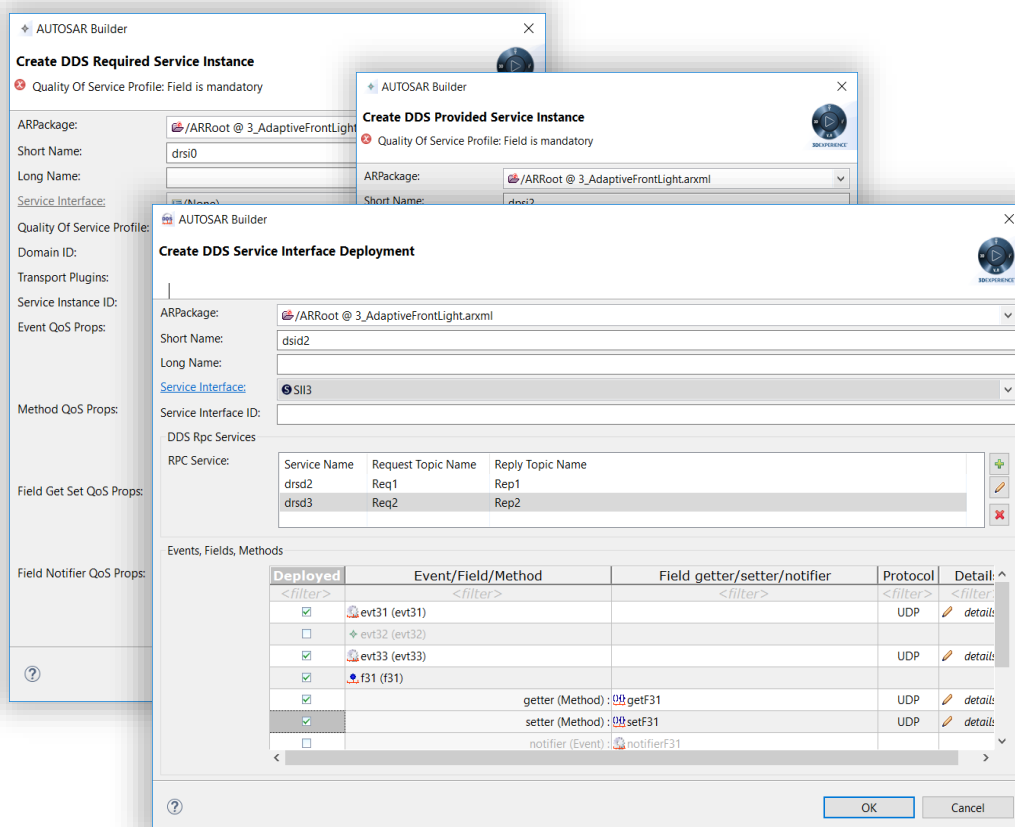 AUTOSAR Builder
Create DDS Required Service Instance
Quality Of Service Profile: Field is mandatory
ARPackage:
/ARRoot @ 3_AdaptiveFrontLight
Short Name:
drsi0
Long Name:
Service Interface:
(None)
Quality Of Service Profile:
Domain ID:
Transport Plugins:
Service Instance ID:
Event QoS Props:
Method QoS Props:
Field Get Set QoS Props:
Field Notifier QoS Props:
AUTOSAR Builder
Create DDS Provided Service Instance
Quality Of Service Profile: Field is mandatory
3DEXPERIENCE
ARPackage:
/ARRoot @ 3_AdaptiveFrontLight.arxml
Short Name:
drsi2
AUTOSAR Builder
Create DDS Service Interface Deployment
3DEXPERIENCE
ARPackage:
/ARRoot @ 3_AdaptiveFrontLight.arxml
Short Name:
dsid2
Long Name:
Service Interface:
SII3
Service Interface ID:
DDS Rpc Services
RPC Service:
Service Name Request Topic Name Reply Topic Name
drsd2 Req1 Rep1
drsd3 Req2 Rep2
Events, Fields, Methods
Deployed Event/Field/Method Field getter/setter/notifier Protocol Details
<filter> <filter> <filter> <filter> <filter>
evt31 (evt31) UDP details
evt32 (evt32)
evt33 (evt33) UDP details
f31 (f31)
getter (Method) : getF31 UDP details
setter (Method) : setF31 UDP details
notifier (Event) : notifierF31
OK Cancel